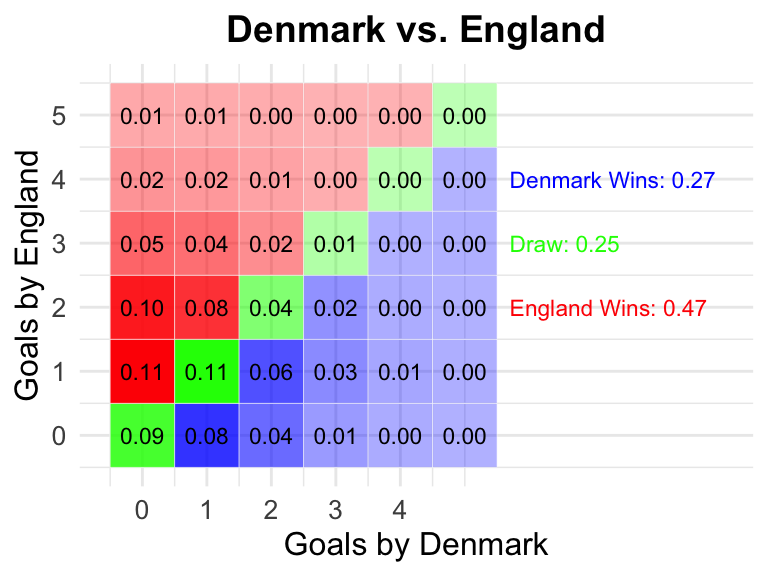 Denmark vs. England
Goals by England
5 0.01 0.01 0.00 0.00 0.00 0.00
4 0.02 0.02 0.01 0.00 0.00 0.00 Denmark Wins: 0.27
3 0.05 0.04 0.02 0.01 0.00 0.00 Draw: 0.25
2 0.10 0.08 0.04 0.02 0.00 0.00 England Wins: 0.47
1 0.11 0.11 0.06 0.03 0.01 0.00
0 0.09 0.08 0.04 0.01 0.00 0.00
0 1 2 3 4
Goals by Denmark